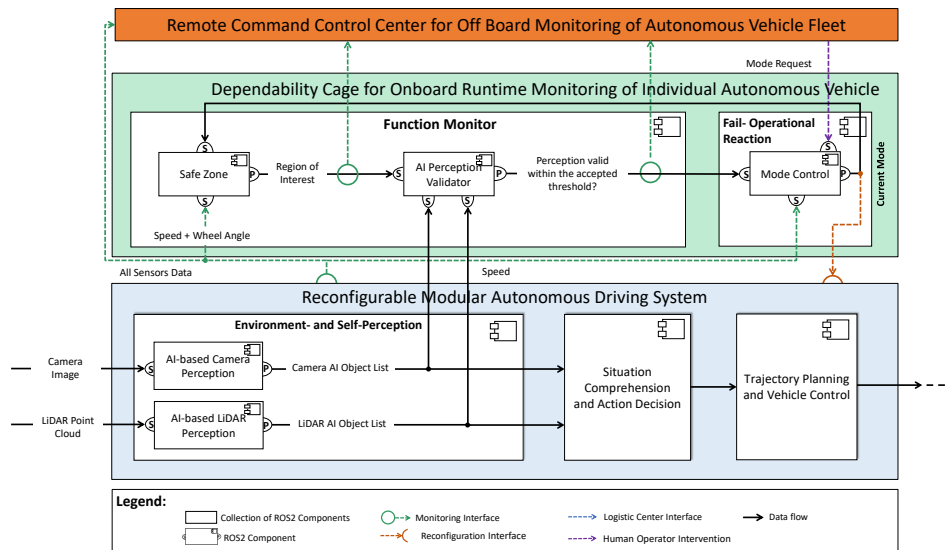 Remote Command Control Center for Off Board Monitoring of Autonomous Vehicle Fleet
Mode Request
Dependability Cage for Onboard Runtime Monitoring of Individual Autonomous Vehicle
Function Monitor
Fail- Operational
Reaction
S
Safe Zone
P
S
Region of
Interest
S
AI Perception
Validator
P
S
S
Perception valid
within the accepted
threshold?
S
S
Mode Control
P
S
Current Mode
Speed + Wheel Angle
All Sensors Data
Speed
Reconfigurable Modular Autonomous Driving System
Environment- and Self-Perception
Camera
Image
S
AI-based Camera
Perception
P
Camera AI Object List
LiDAR Point
Cloud
S
AI-based LiDAR
Perception
P
LiDAR AI Object List
Situation
Comprehension
and Action Decision
Trajectory Planning
and Vehicle Control
Legend:
Collection of ROS2 Components
ROS2 Component
Monitoring Interface
Reconfiguration Interface
Logistic Center Interface
Human Operator Intervention
Data flow